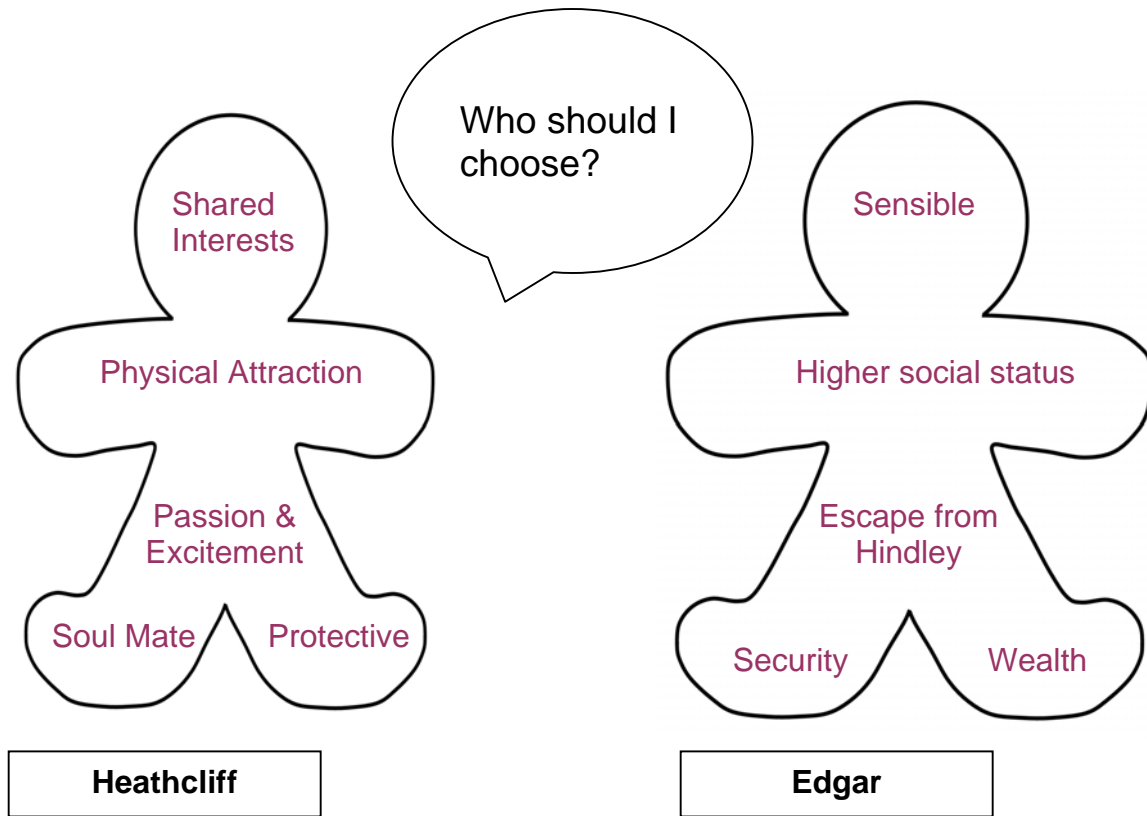 Who should I
choose?
Shared
Interests
Physical Attraction
Passion &
Excitement
Soul Mate
Protective
Heathcliff
Sensible
Higher social status
Escape from
Hindley
Security
Wealth
Edgar